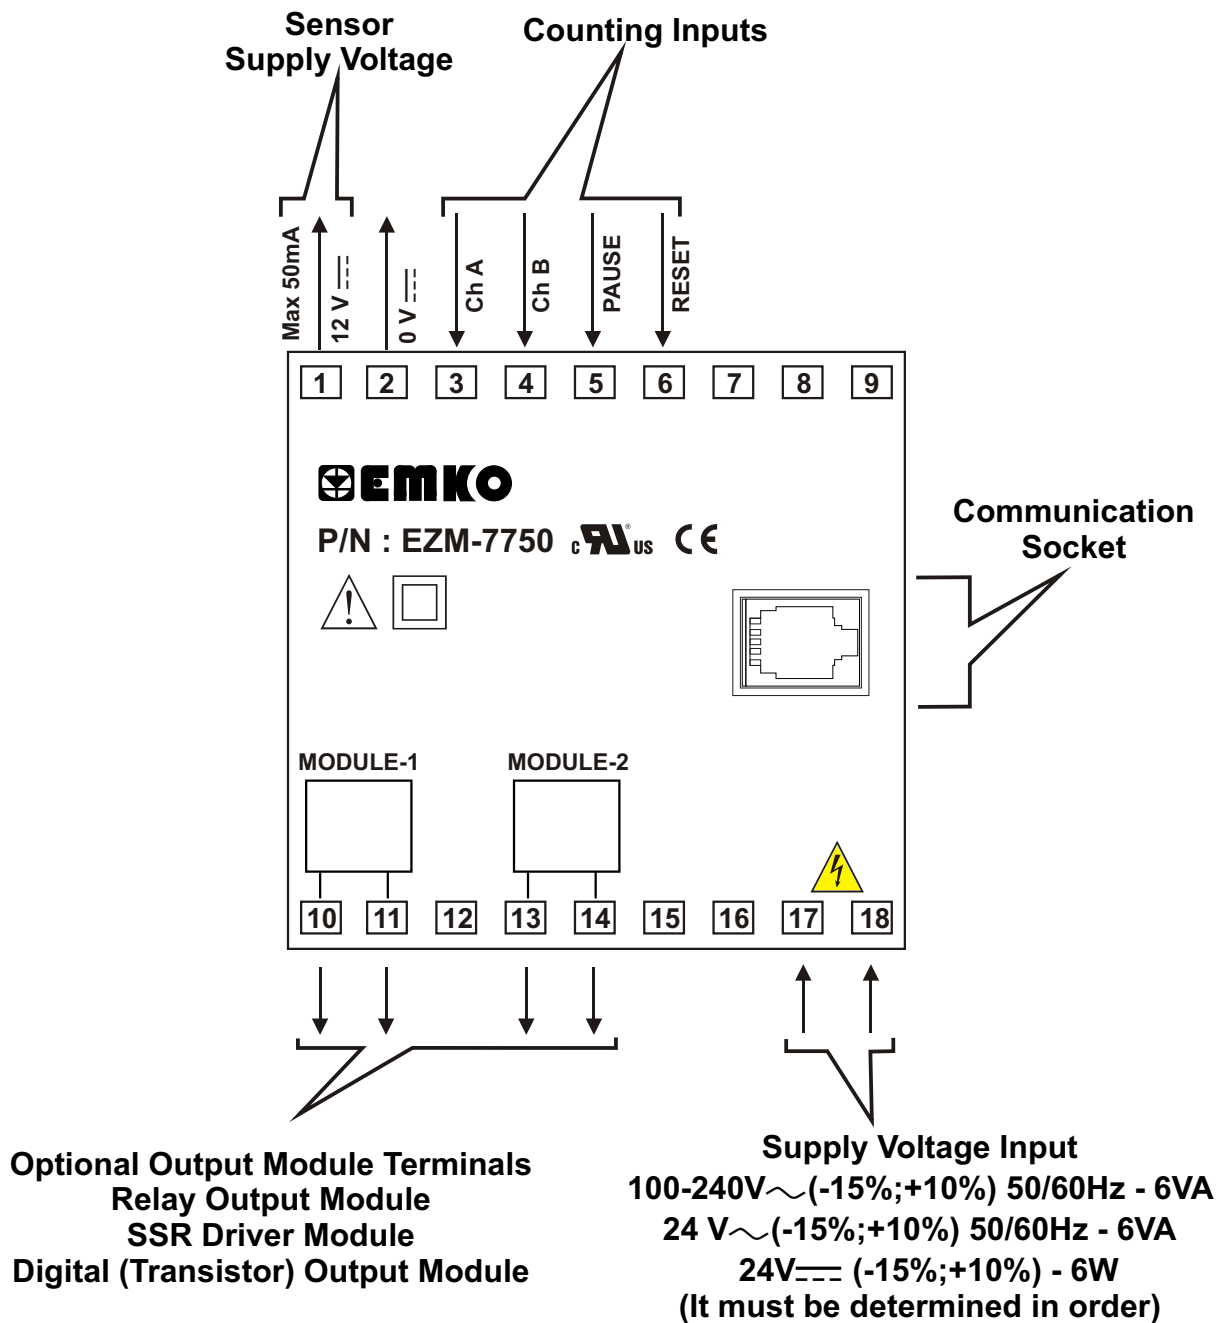 Sensor
Supply Voltage
Counting Inputs
Max 50mA
12 V
0 V
Ch A
Ch B
PAUSE
RESET
1 2 3 4 5 6 7 8 9
EMKO
P/N : EZM-7750 c RU ® US CE
!
Communication
Socket
MODULE-1 MODULE-2
10 11 12 13 14 15 16 17 18
Optional Output Module Terminals
Relay Output Module
SSR Driver Module
Digital (Transistor) Output Module
Supply Voltage Input
100-240V～(-15%;+10%) 50/60Hz - 6VA
24 V～(-15%;+10%) 50/60Hz - 6VA
24V⎓ (-15%;+10%) - 6W
(It must be determined in order)